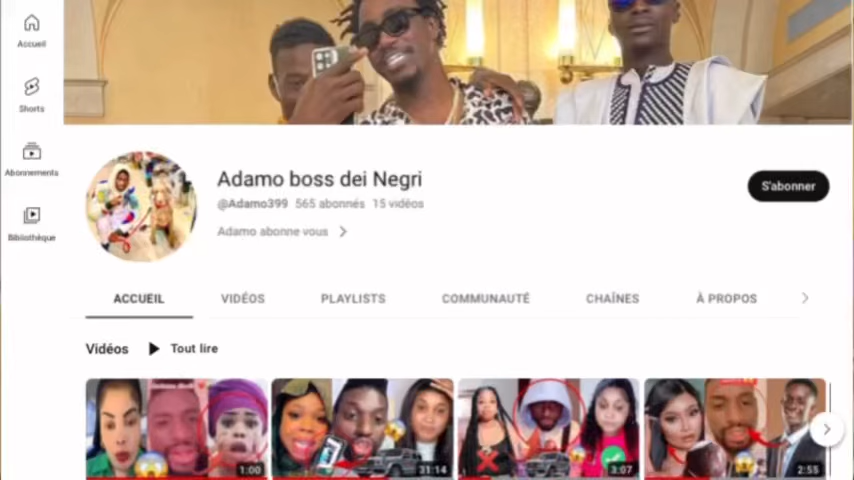 Accueil
Shorts
Abonnements
Bibliothèque
Adamo boss dei Negri
S'abonner
@Adamo399 565 abonnés 15 vidéos
Adamo abonne vous
ACCUEIL VIDÉOS PLAYLISTS COMMUNAUTÉ CHAÎNES À PROPOS
Vidéos Tout lire
1:00 31:14 3:07 2:55